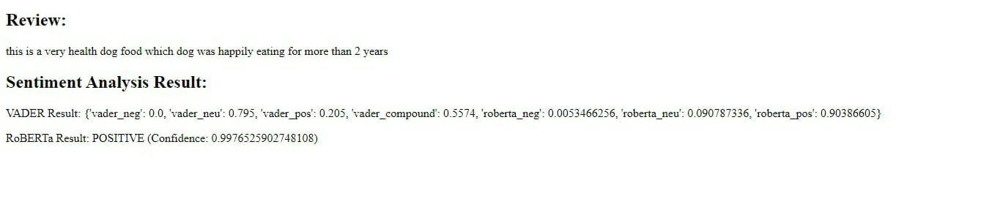 Review:
this is a very health dog food which dog was happily eating for more than 2 years
Sentiment Analysis Result:
VADER Result: {'vader_neg': 0.0, 'vader_neu': 0.795, 'vader_pos': 0.205, 'vader_compound': 0.5574, 'roberta_neg': 0.0053466256, 'roberta_neu': 0.090787336, 'roberta_pos': 0.90386605}
RoBERTa Result: POSITIVE (Confidence: 0.9976525902748108)